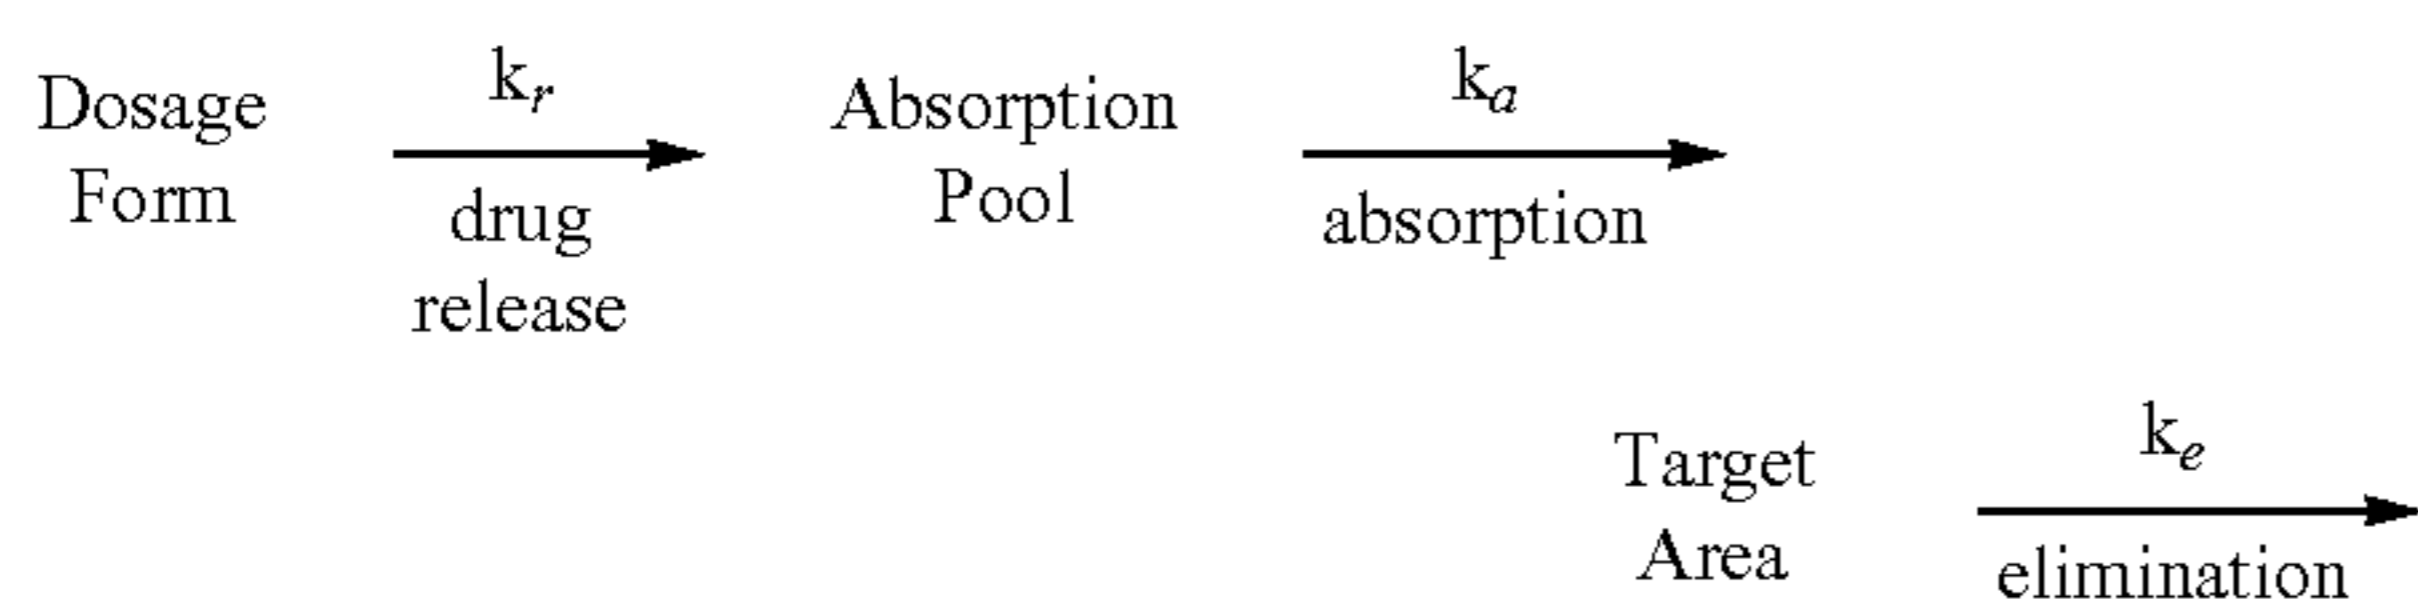 Dosage
Form
k_r
drug
release
Absorption
Pool
k_a
absorption
Target
Area
k_e
elimination